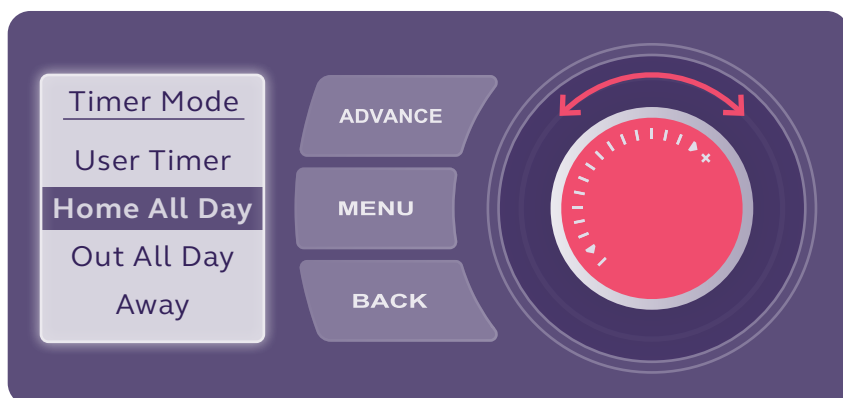 Timer Mode
User Timer
Home All Day
Out All Day
Away
ADVANCE
MENU
BACK